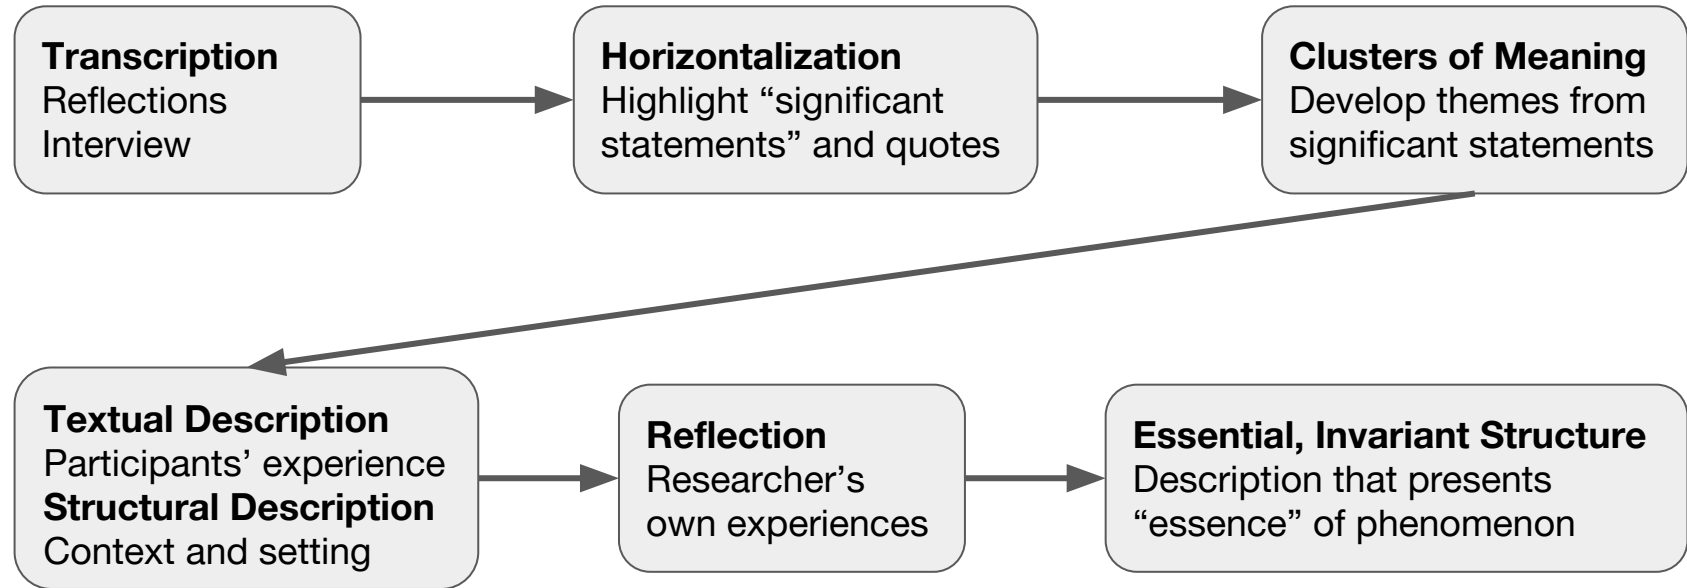 Transcription
Reflections
Interview
Horizontalization
Highlight “significant
statements” and quotes
Clusters of Meaning
Develop themes from
significant statements
Textual Description
Participants’ experience
Structural Description
Context and setting
Reflection
Researcher’s
own experiences
Essential, Invariant Structure
Description that presents
“essence” of phenomenon